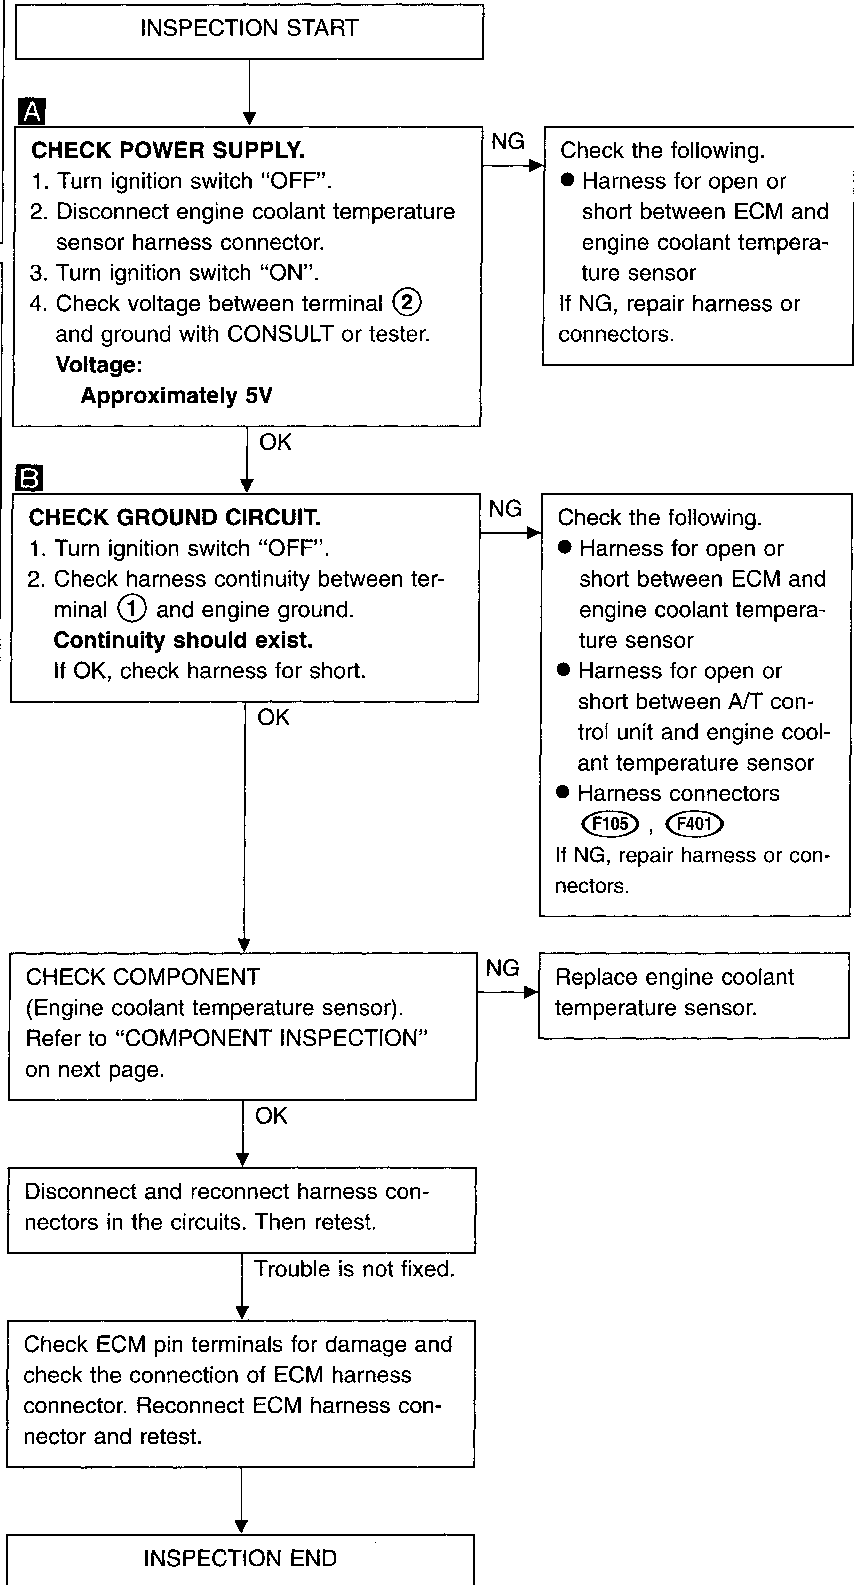 INSPECTION START
A
CHECK POWER SUPPLY.
1. Turn ignition switch “OFF”.
2. Disconnect engine coolant temperature
sensor harness connector.
3. Turn ignition switch “ON”.
4. Check voltage between terminal ②
and ground with CONSULT or tester.
Voltage:
Approximately 5V
NG
Check the following.
● Harness for open or
short between ECM and
engine coolant tempera-
ture sensor
If NG, repair harness or
connectors.
OK
B
CHECK GROUND CIRCUIT.
1. Turn ignition switch “OFF”.
2. Check harness continuity between ter-
minal ① and engine ground.
Continuity should exist.
If OK, check harness for short.
NG
Check the following.
● Harness for open or
short between ECM and
engine coolant tempera-
ture sensor
● Harness for open or
short between A/T con-
trol unit and engine cool-
ant temperature sensor
● Harness connectors
F105 , F401
If NG, repair harness or con-
nectors.
OK
CHECK COMPONENT
(Engine coolant temperature sensor).
Refer to “COMPONENT INSPECTION”
on next page.
NG
Replace engine coolant
temperature sensor.
OK
Disconnect and reconnect harness con-
nectors in the circuits. Then retest.
Trouble is not fixed.
Check ECM pin terminals for damage and
check the connection of ECM harness
connector. Reconnect ECM harness con-
nector and retest.
INSPECTION END